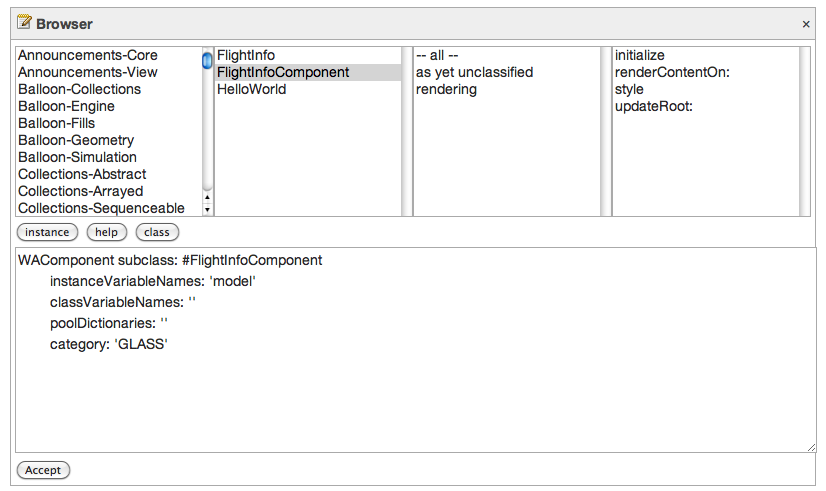 Browser
×
Announcements-Core
Announcements-View
Balloon-Collections
Balloon-Engine
Balloon-Fills
Balloon-Geometry
Balloon-Simulation
Collections-Abstract
Collections-Arrayed
Collections-Sequenceable
FlightInfo
FlightInfoComponent
HelloWorld
-- all --
as yet unclassified
rendering
initialize
renderContentOn:
style
updateRoot:
instance
help
class
WAComponent subclass: #FlightInfoComponent
instanceVariableNames: 'model'
classVariableNames: ''
poolDictionaries: ''
category: 'GLASS'
Accept